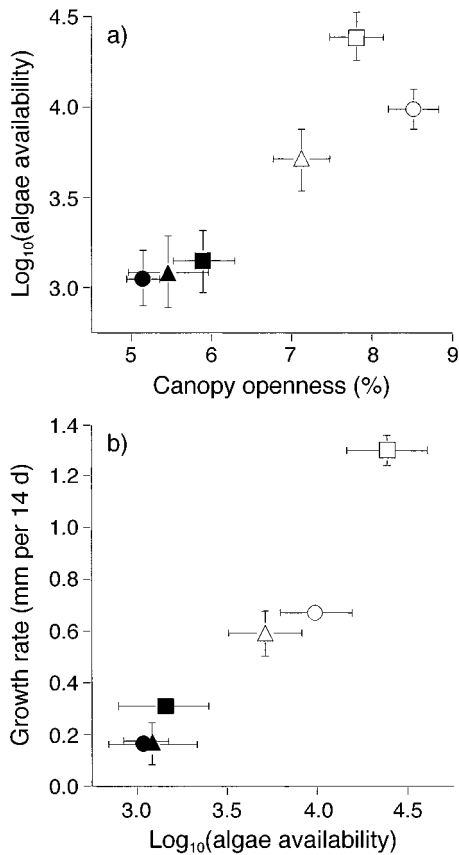 a)
Log₁₀(algae availability)
4.5
4.0
3.5
3.0
5 6 7 8 9
Canopy openness (%)
b)
Growth rate (mm per 14 d)
1.4
1.2
1.0
0.8
0.6
0.4
0.2
0.0
3.0 3.5 4.0 4.5
Log₁₀(algae availability)